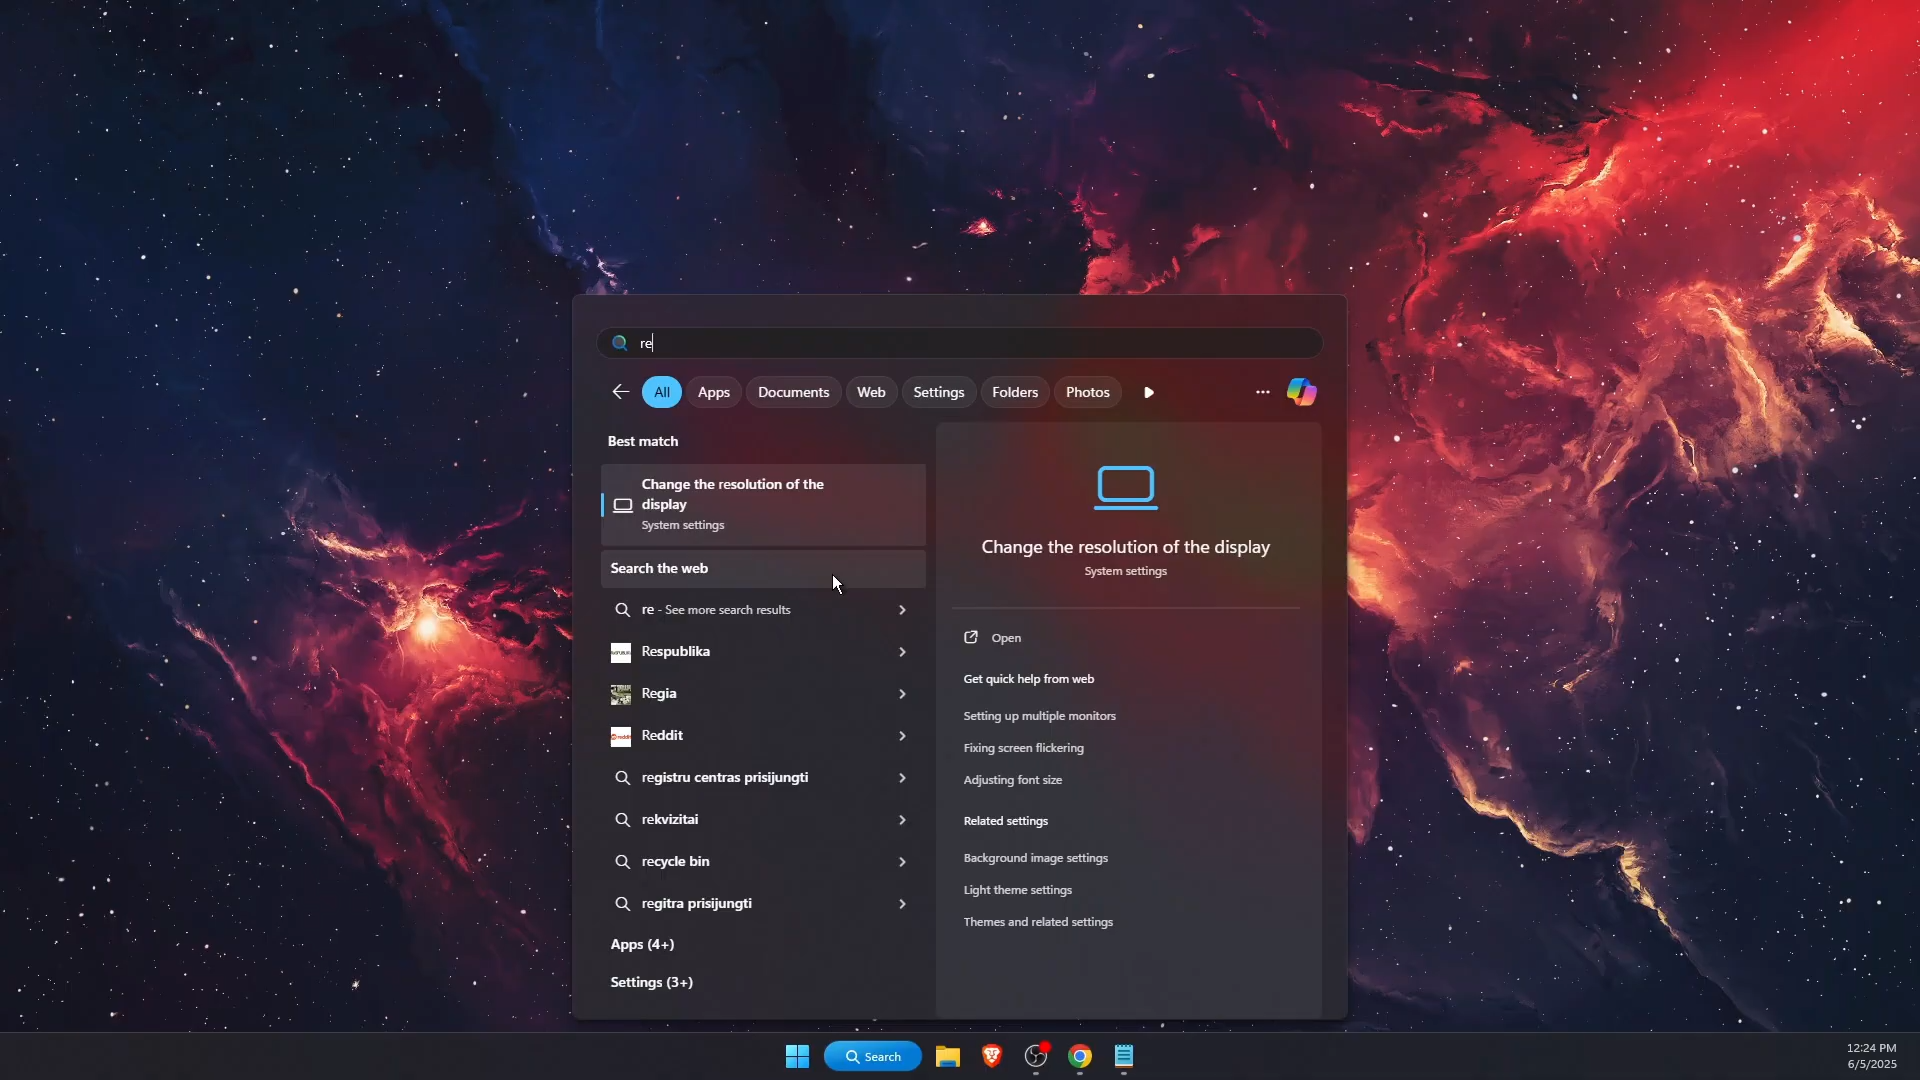 re
All
Apps
Documents
Web
Settings
Folders
Photos
Best match
Change the resolution of the
display
System settings
Search the web
re - See more search results
Respublika
Regia
Reddit
registru centras prisijungti
rekvizitai
recycle bin
regitra prisijungti
Apps (4+)
Settings (3+)
Change the resolution of the display
System settings
Open
Get quick help from web
Setting up multiple monitors
Fixing screen flickering
Adjusting font size
Related settings
Background image settings
Light theme settings
Themes and related settings
Search
12:24 PM
6/5/2025